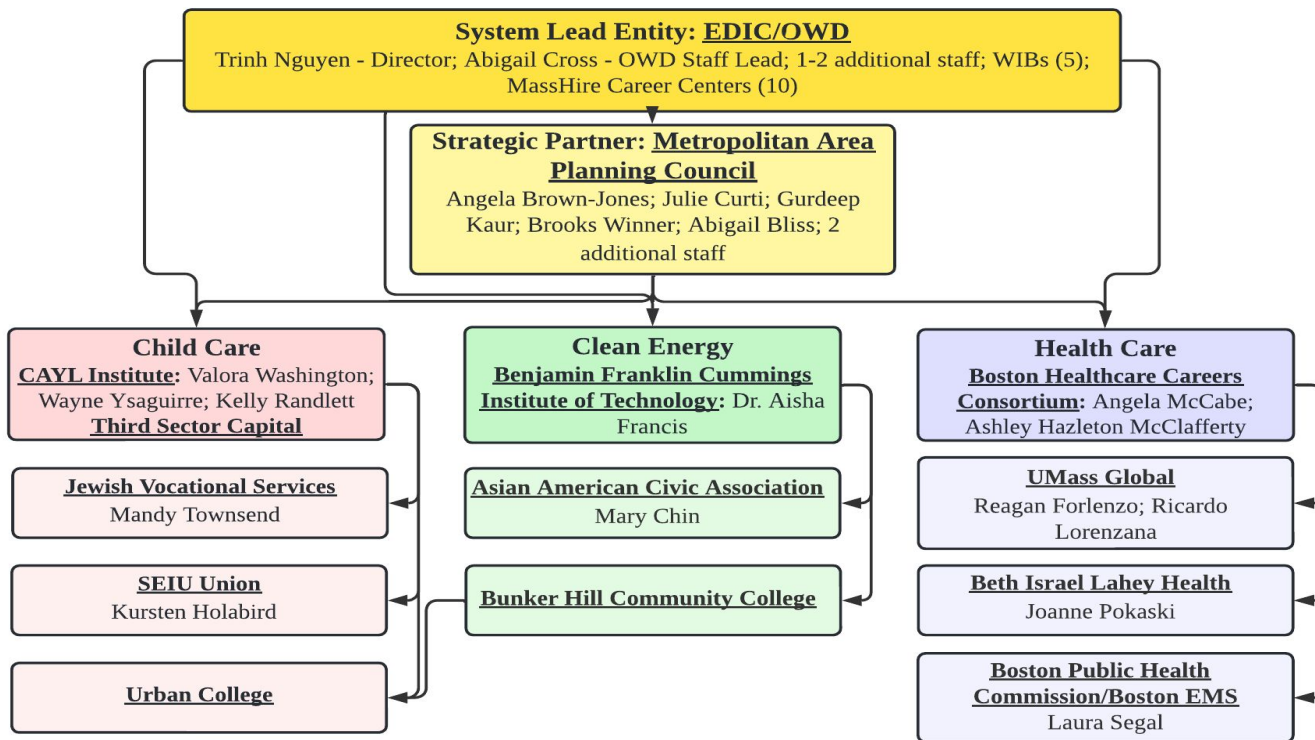 System Lead Entity: EDIC/OWD
Trinh Nguyen - Director; Abigail Cross - OWD Staff Lead; 1-2 additional staff; WIBs (5);
MassHire Career Centers (10)
Strategic Partner: Metropolitan Area
Planning Council
Angela Brown-Jones; Julie Curti; Gurdeep
Kaur; Brooks Winner; Abigail Bliss; 2
additional staff
Child Care
CAYL Institute: Valora Washington;
Wayne Ysaguirre; Kelly Randlett
Third Sector Capital
Jewish Vocational Services
Mandy Townsend
SEIU Union
Kursten Holabird
Urban College
Clean Energy
Benjamin Franklin Cummings
Institute of Technology: Dr. Aisha
Francis
Asian American Civic Association
Mary Chin
Bunker Hill Community College
Health Care
Boston Healthcare Careers
Consortium: Angela McCabe;
Ashley Hazleton McClafferty
UMass Global
Reagan Forlenzo; Ricardo
Lorenzana
Beth Israel Lahey Health
Joanne Pokaski
Boston Public Health
Commission/Boston EMS
Laura Segal